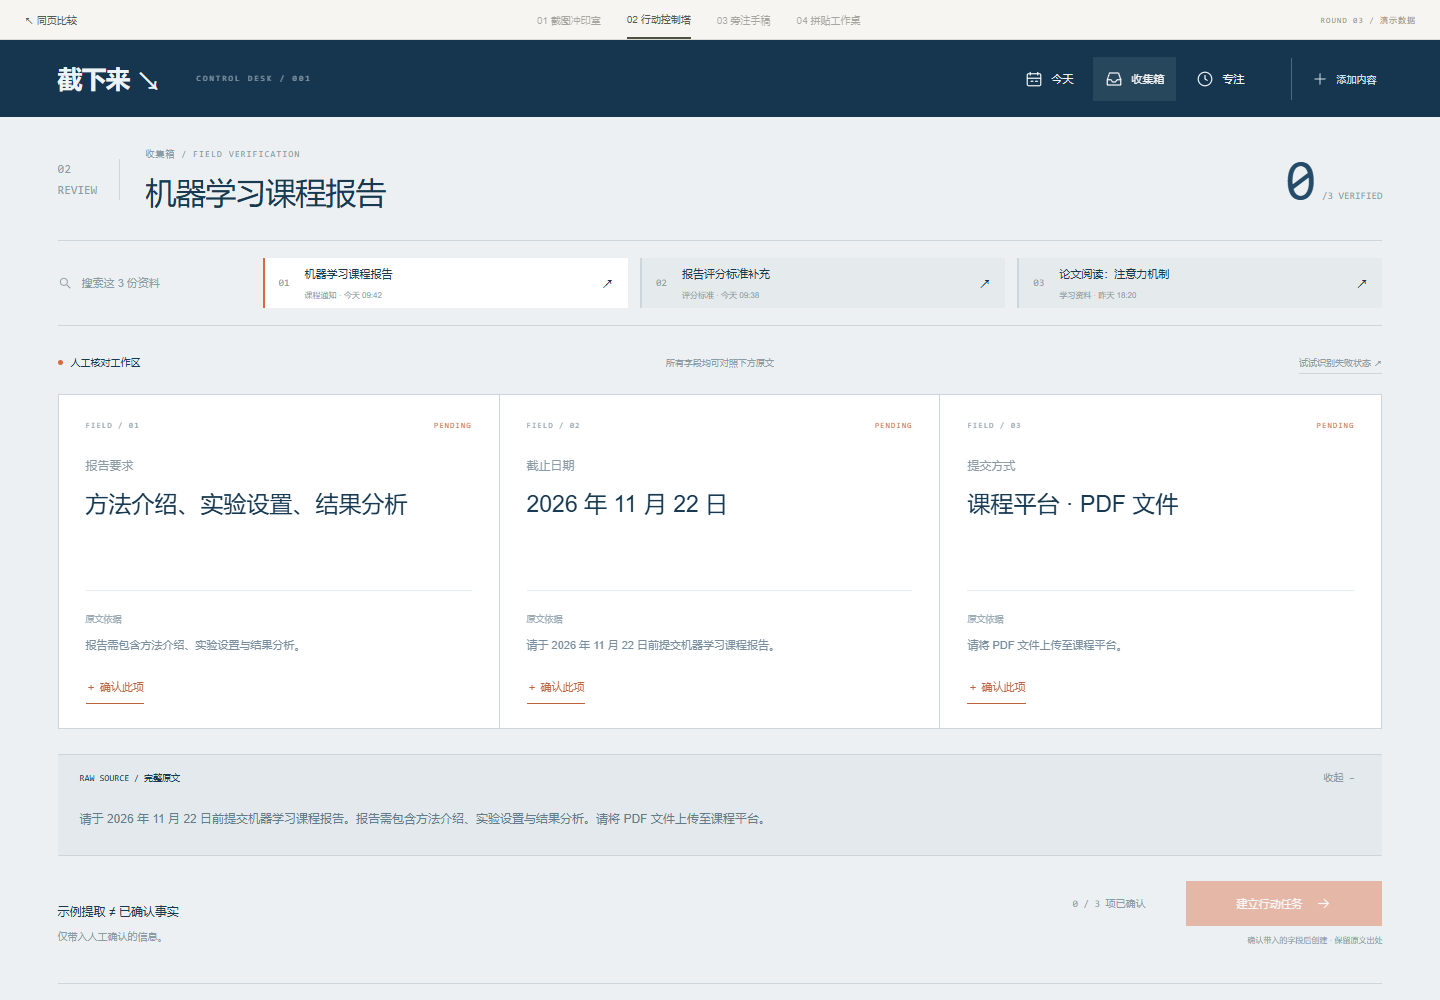 ↖ 同页比较
01 截图冲印室 02 行动控制塔 03 旁注手稿 04 拼贴工作桌
ROUND 03 / 演示数据
截下来 ↘
CONTROL DESK / 001
今天 收集箱 专注 添加内容
02
REVIEW
收集箱 / FIELD VERIFICATION
机器学习课程报告
0 /3 VERIFIED
搜索这 3 份资料
01 机器学习课程报告 ↗
课程通知 · 今天 09:42
02 报告评分标准补充 ↗
评分标准 · 今天 09:38
03 论文阅读：注意力机制 ↗
学习资料 · 昨天 18:20
人工核对工作区
所有字段均可对照下方原文
试试识别失败状态 ↗
FIELD / 01 PENDING
报告要求
方法介绍、实验设置、结果分析
原文依据
报告需包含方法介绍、实验设置与结果分析。
+ 确认此项
FIELD / 02 PENDING
截止日期
2026 年 11 月 22 日
原文依据
请于 2026 年 11 月 22 日前提交机器学习课程报告。
+ 确认此项
FIELD / 03 PENDING
提交方式
课程平台 · PDF 文件
原文依据
请将 PDF 文件上传至课程平台。
+ 确认此项
RAW SOURCE / 完整原文
收起 −
请于 2026 年 11 月 22 日前提交机器学习课程报告。报告需包含方法介绍、实验设置与结果分析。请将 PDF 文件上传至课程平台。
示例提取 ≠ 已确认事实
仅带入人工确认的信息。
0 / 3 项已确认
建立行动任务 →
确认带入的字段后创建 · 保留原文出处